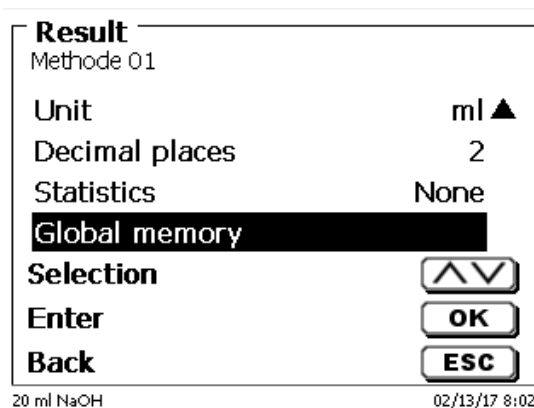 Result
Methode 01
Unit ml
Decimal places 2
Statistics None
Global memory
Selection
Enter OK
Back ESC
20 ml NaOH 02/13/17 8:02